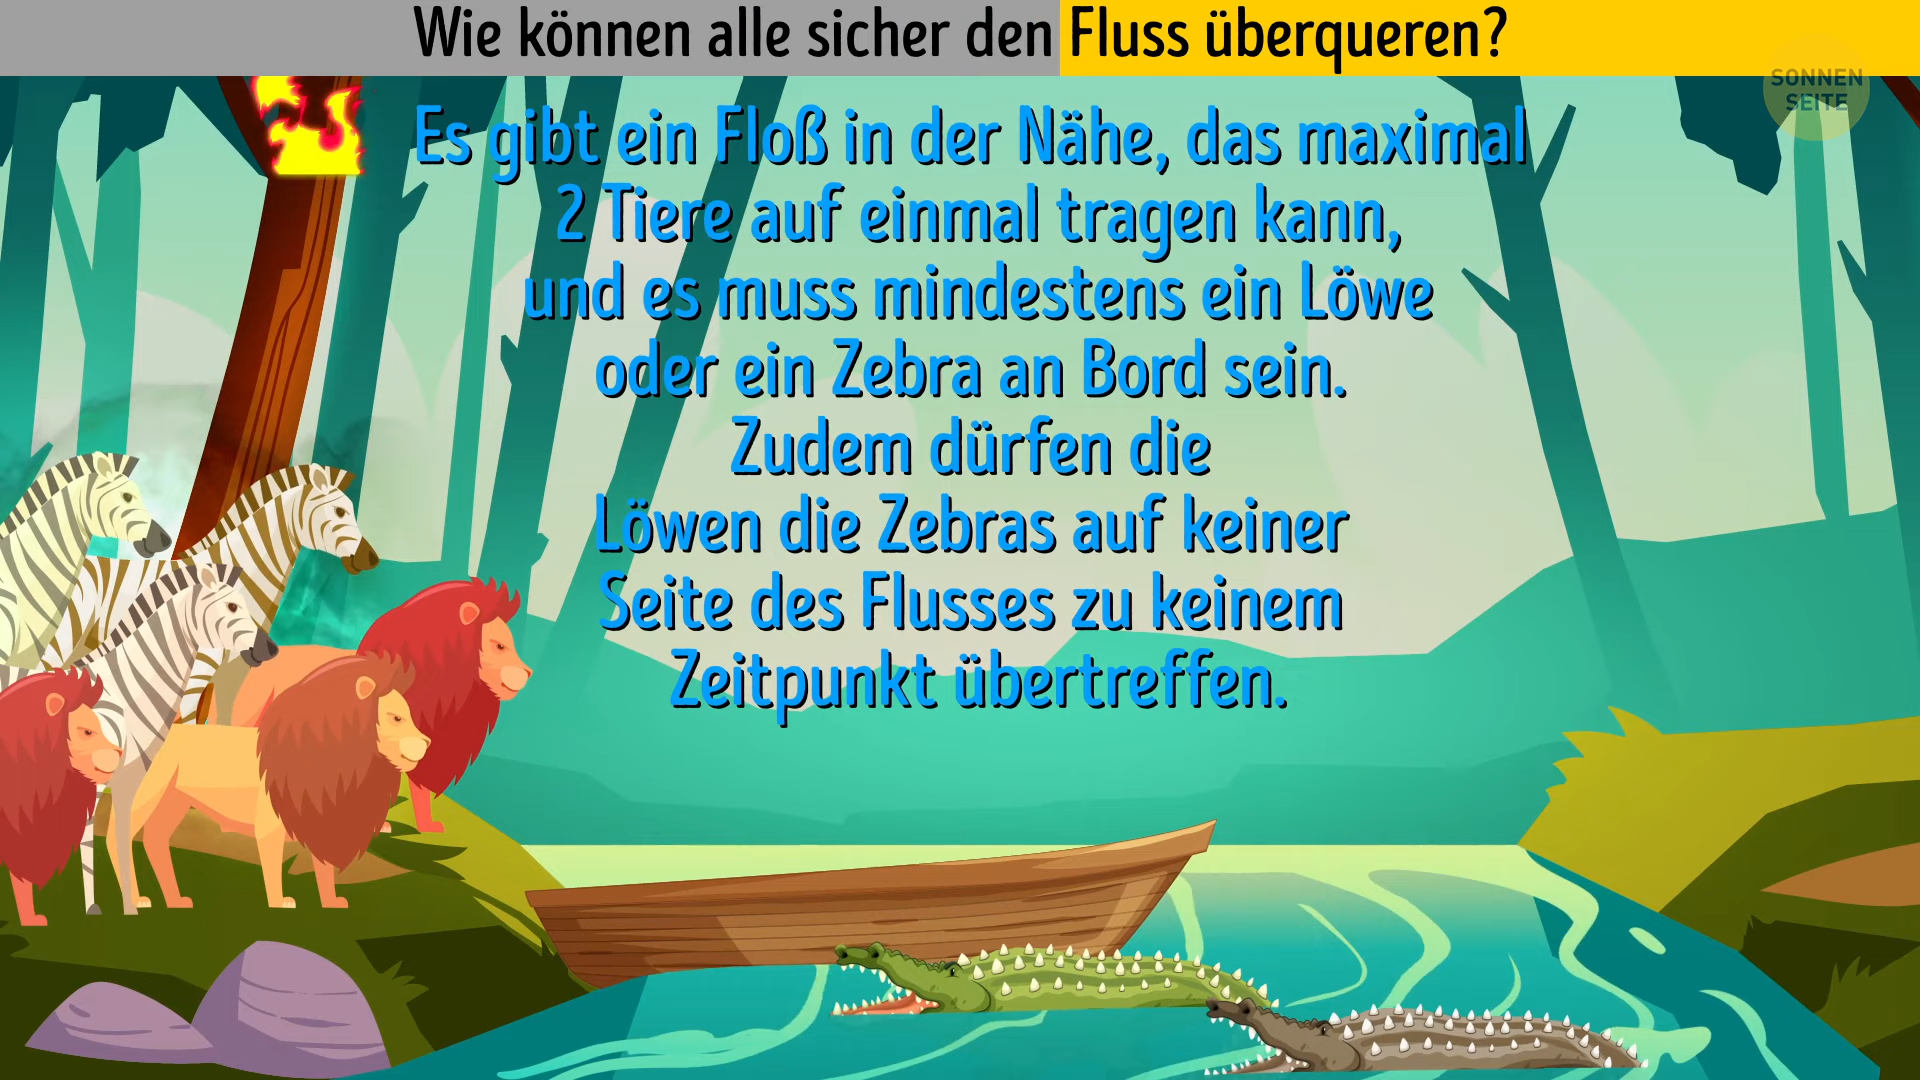 Wie können alle sicher den Fluss überqueren?
SONNEN
SEITE
Es gibt ein Floß in der Nähe, das maximal
2 Tiere auf einmal tragen kann,
und es muss mindestens ein Löwe
oder ein Zebra an Bord sein.
Zudem dürfen die
Löwen die Zebras auf keiner
Seite des Flusses zu keinem
Zeitpunkt übertreffen.